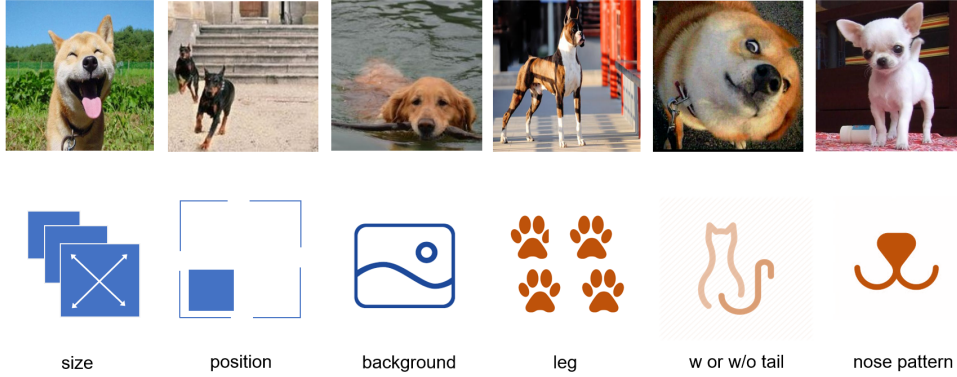 size
position
background
leg
w or w/o tail
nose pattern